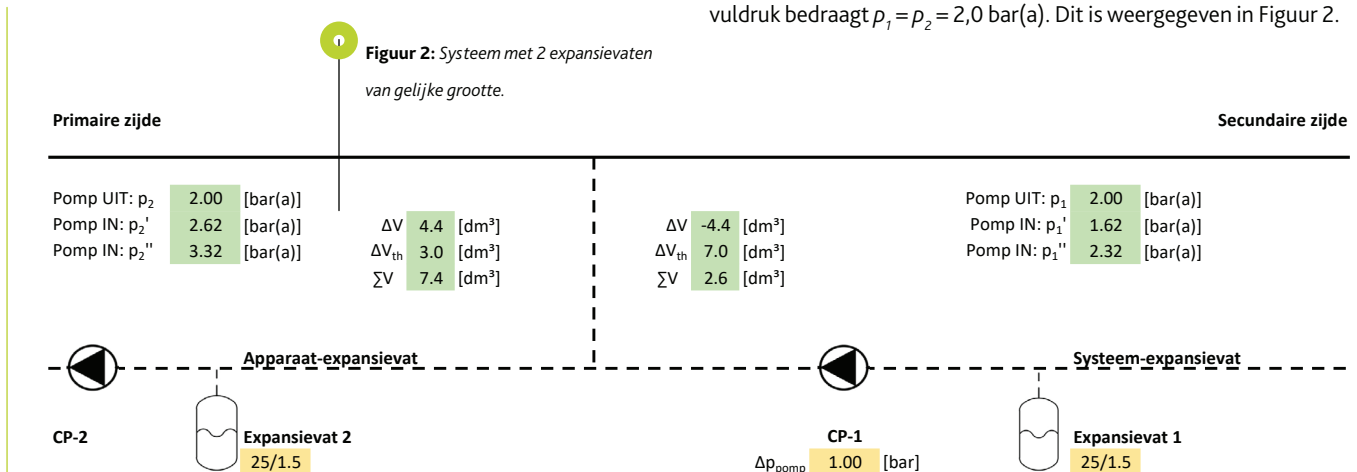 vuldruk bedraagt p₁ = p₂ = 2,0 bar(a). Dit is weergegeven in Figuur 2.
Figuur 2: Systeem met 2 expansievaten
van gelijke grootte.
Primaire zijde
Secundaire zijde
Pomp UIT: p₂ 2.00 [bar(a)]
Pomp IN: p₂' 2.62 [bar(a)]
Pomp IN: p₂'' 3.32 [bar(a)]
ΔV 4.4 [dm³]
ΔVth 3.0 [dm³]
∑V 7.4 [dm³]
ΔV -4.4 [dm³]
ΔVth 7.0 [dm³]
∑V 2.6 [dm³]
Pomp UIT: p₁ 2.00 [bar(a)]
Pomp IN: p₁' 1.62 [bar(a)]
Pomp IN: p₁'' 2.32 [bar(a)]
Apparaat-expansievat
Systeem-expansievat
CP-2
Expansievat 2
25/1.5
CP-1
Δppomp 1.00 [bar]
Expansievat 1
25/1.5